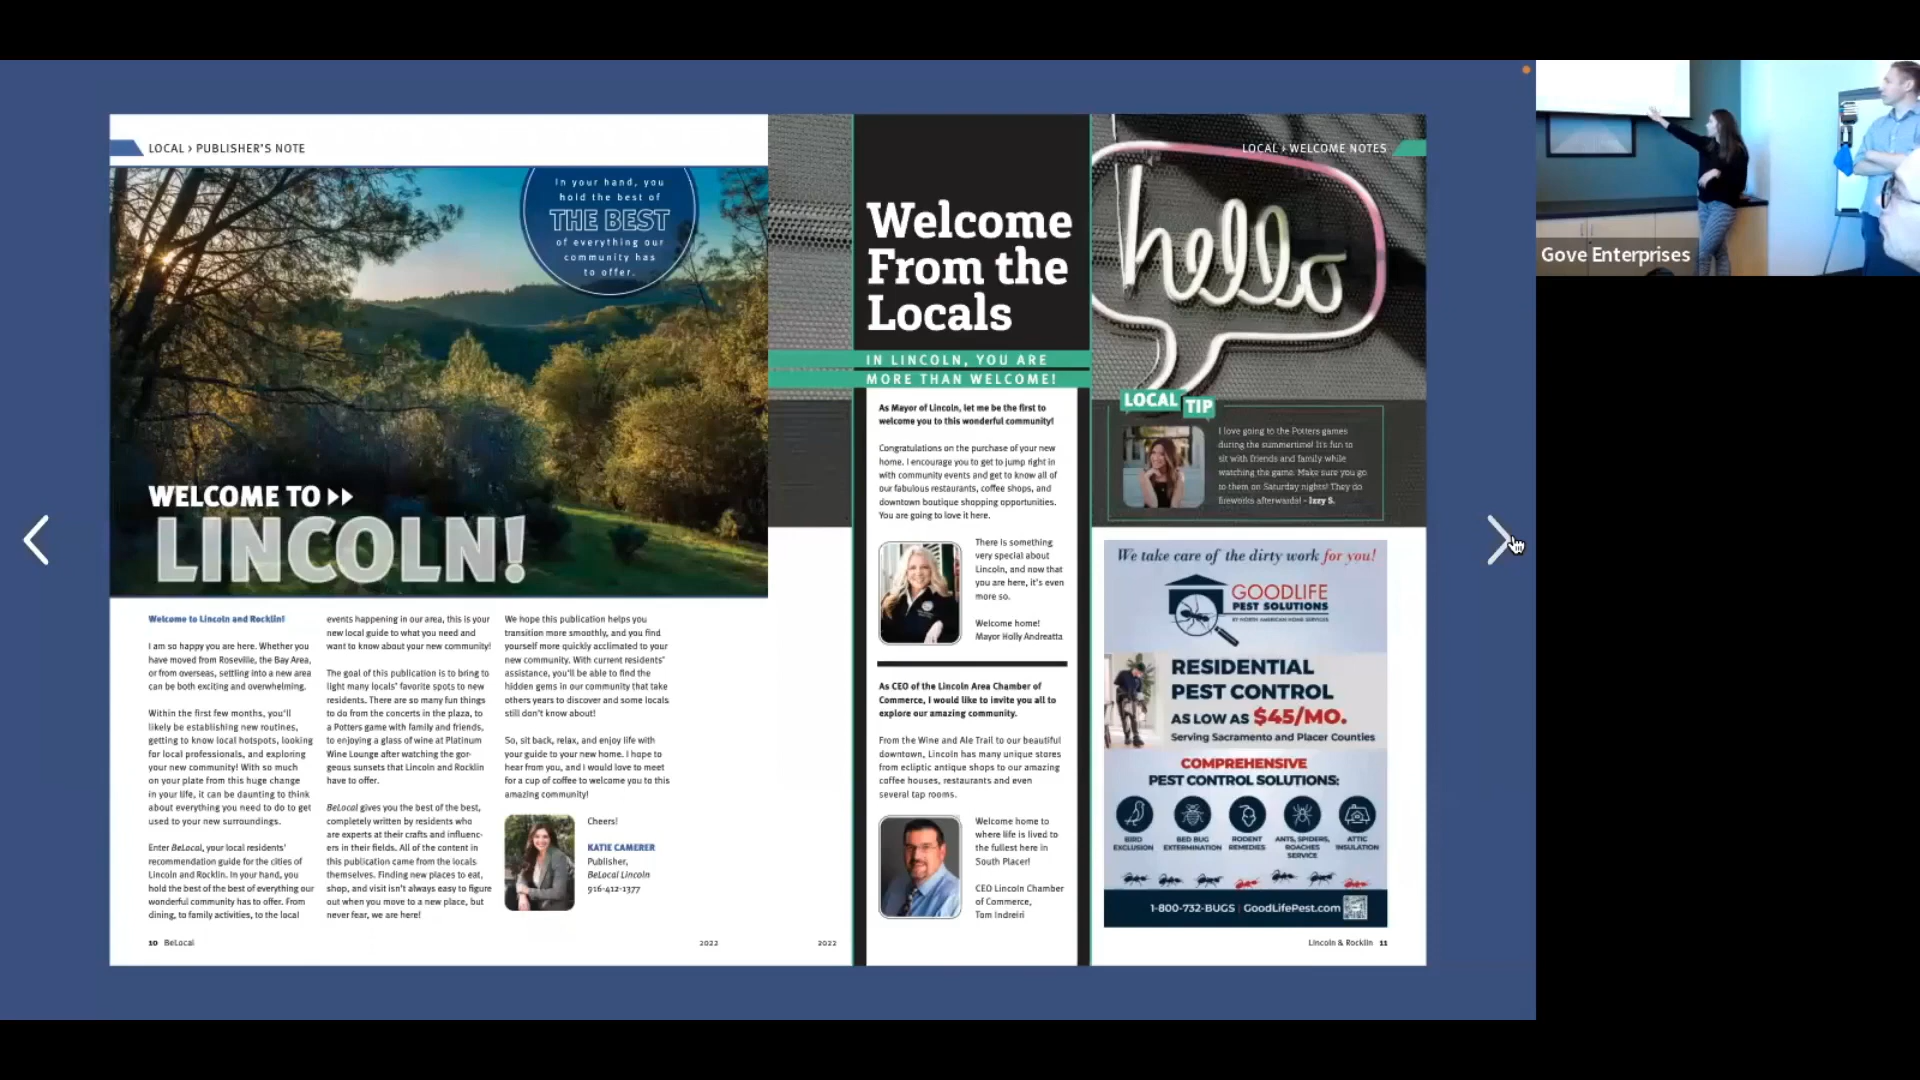 LOCAL > PUBLISHER'S NOTE
In your hand, you
hold the best of
THE BEST
of everything our
community has
to offer.
WELCOME TO
LINCOLN!
Welcome to Lincoln and Rocklin!
I am so happy you are here. Whether you
have moved from Roseville, the Bay Area,
or from overseas, settling into a new area
can be both exciting and overwhelming.
Within the first few months, you'll
likely be establishing new routines,
getting to know local hotspots, looking
for local professionals, and exploring
your new community! With so much
on your plate from this huge change
in your life, it can be daunting to think
about everything you need to do to get
used to your new surroundings.
Enter BeLocal, your local residents'
recommendation guide for the cities of
Lincoln and Rocklin. In your hand, you
hold the best of the best of everything our
wonderful community has to offer. From
dining, to family activities, to the local
events happening in our area, this is your
new local guide to what you need and
want to know about your new community!
The goal of this publication is to bring to
light many locals' favorite spots to new
residents. There are so many fun things
to do from the concerts in the plaza, to
a Potters game with family and friends,
to enjoying a glass of wine at Platinum
Wine Lounge after watching the gor-
geous sunsets that Lincoln and Rocklin
have to offer.
BeLocal gives you the best of the best,
completely written by residents who
are experts at their crafts and influenc-
ers in their fields. All of the content in
this publication came from the locals
themselves. Finding new places to eat,
shop, and visit isn't always easy to figure
out when you move to a new place, but
never fear, we are here!
We hope this publication helps you
transition more smoothly, and you find
yourself more quickly acclimated to your
new community. With current residents'
assistance, you'll be able to find the
hidden gems in our community that take
others years to discover and some locals
still don't know about!
So, sit back, relax, and enjoy life with
your guide to your new home. I hope to
hear from you, and I would love to meet
for a cup of coffee to welcome you to this
amazing community!
Cheers!
KATIE CAMERER
Publisher,
BeLocal Lincoln
916-412-1377
10 BeLocal
2022
2022
Welcome
From the
Locals
IN LINCOLN, YOU ARE
MORE THAN WELCOME!
As Mayor of Lincoln, let me be the first to
welcome you to this wonderful community!
Congratulations on the purchase of your new
home. I encourage you to get to jump right in
with community events and get to know all of
our fabulous restaurants, coffee shops, and
downtown boutique shopping opportunities.
You are going to love it here.
There is something
very special about
Lincoln, and now that
you are here, it's even
more so.
Welcome home!
Mayor Holly Andreatta
As CEO of the Lincoln Area Chamber of
Commerce, I would like to invite you all to
explore our amazing community.
From the Wine and Ale Trail to our beautiful
downtown, Lincoln has many unique stores
from ecliptic antique shops to our amazing
coffee houses, restaurants and even
several tap rooms.
Welcome home to
where life is lived to
the fullest here in
South Placer!
CEO Lincoln Chamber
of Commerce,
Tom Indreiri
LOCAL > WELCOME NOTES
hello
LOCAL TIP
I love going to the Potters games
during the summertime! It's fun to
sit with friends and family while
watching the game. Make sure you go
to them on Saturday nights! They do
fireworks afterwards! - Izzy S.
We take care of the dirty work for you!
GOODLIFE
PEST SOLUTIONS
BY NORTH AMERICAN HOME SERVICES
RESIDENTIAL
PEST CONTROL
AS LOW AS $45/MO.
Serving Sacramento and Placer Counties
COMPREHENSIVE
PEST CONTROL SOLUTIONS:
BIRD
EXCLUSION
BED BUG
EXTERMINATION
RODENT
REMEDIES
ANTS, SPIDERS,
ROACHES
SERVICE
ATTIC
INSULATION
1-800-732-BUGS | GoodLifePest.com
Lincoln & Rocklin 11
Gove Enterprises